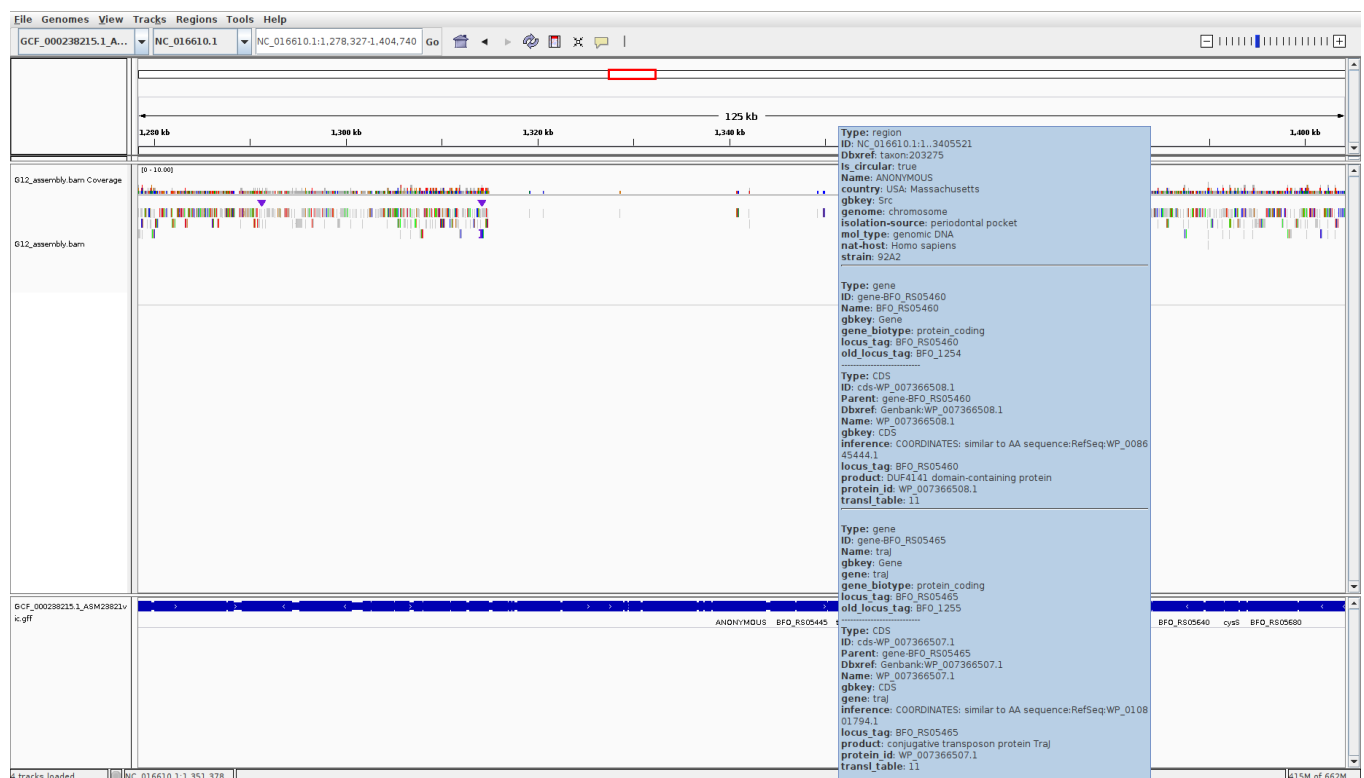 File Genomes View Tracks Regions Tools Help
GCF_000238215.1_A... NC_016610.1 NC_016610.1:1,278,327-1,404,740 Go
125 kb
1,280 kb 1,300 kb 1,320 kb 1,340 kb 1,400 kb
G12_assembly.bam Coverage
[0 - 10.00]
G12_assembly.bam
Type: region
ID: NC_016610.1:1..3405521
Dbxref: taxon:203275
Is_circular: true
Name: ANONYMOUS
country: USA: Massachusetts
gbkey: Src
genome: chromosome
isolation-source: periodontal pocket
mol_type: genomic DNA
nat-host: Homo sapiens
strain: 92A2
Type: gene
ID: gene-BFO_RS05460
Name: BFO_RS05460
gbkey: Gene
gene_biotype: protein_coding
locus_tag: BFO_RS05460
old_locus_tag: BFO_1254
---------------------------
Type: CDS
ID: cds-WP_007366508.1
Parent: gene-BFO_RS05460
Dbxref: Genbank:WP_007366508.1
Name: WP_007366508.1
gbkey: CDS
inference: COORDINATES: similar to AA sequence:RefSeq:WP_0086
45444.1
locus_tag: BFO_RS05460
product: DUF4141 domain-containing protein
protein_id: WP_007366508.1
transl_table: 11
Type: gene
ID: gene-BFO_RS05465
Name: traJ
gbkey: Gene
gene: traJ
gene_biotype: protein_coding
locus_tag: BFO_RS05465
old_locus_tag: BFO_1255
---------------------------
Type: CDS
ID: cds-WP_007366507.1
Parent: gene-BFO_RS05465
Dbxref: Genbank:WP_007366507.1
Name: WP_007366507.1
gbkey: CDS
gene: traJ
inference: COORDINATES: similar to AA sequence:RefSeq:WP_0108
01794.1
locus_tag: BFO_RS05465
product: conjugative transposon protein TraJ
protein_id: WP_007366507.1
transl_table: 11
GCF_000238215.1_ASM23821v
ic.gff
ANONYMOUS BFO_RS05445 BFO_RS05640 cysS BFO_RS05680
4 tracks loaded NC_016610.1:1,351,378 415M of 662M